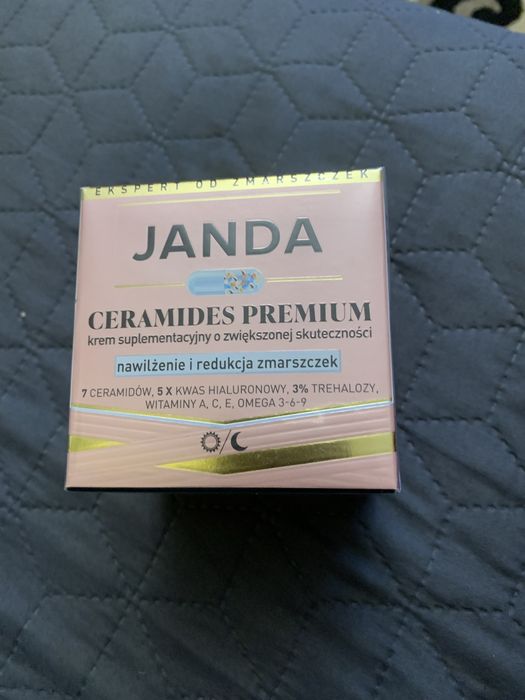 EKSPERT OD ZMARSZCZEK
JANDA
CERAMIDES PREMIUM
krem suplementacyjny o zwiększonej skuteczności
nawilżenie i redukcja zmarszczek
7 CERAMIDÓW, 5 X KWAS HIALURONOWY, 3% TREHALOZY,
WITAMINY A, C, E, OMEGA 3-6-9